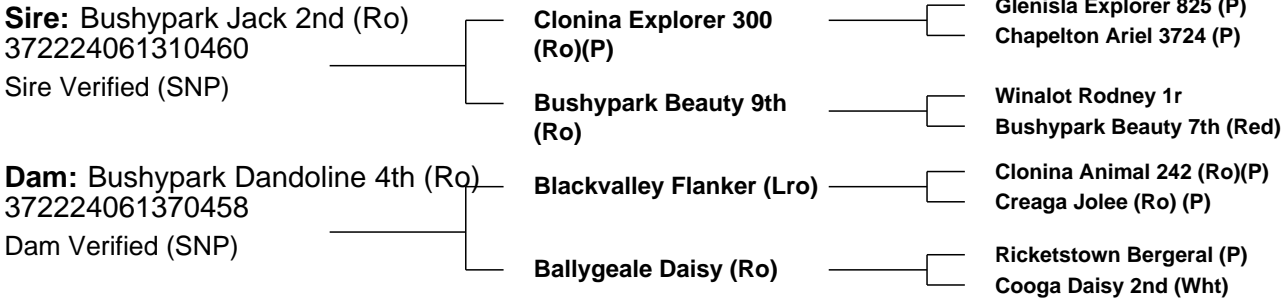 Sire: Bushypark Jack 2nd (Ro)
372224061310460
Sire Verified (SNP)
Clonina Explorer 300
(Ro)(P)
Glenisla Explorer 825 (P)
Chapelton Ariel 3724 (P)
Bushypark Beauty 9th
(Ro)
Winalot Rodney 1r
Bushypark Beauty 7th (Red)
Dam: Bushypark Dandoline 4th (Ro)
372224061370458
Dam Verified (SNP)
Blackvalley Flanker (Lro)
Clonina Animal 242 (Ro)(P)
Creaga Jolee (Ro) (P)
Ballygeale Daisy (Ro)
Ricketstown Bergeral (P)
Cooga Daisy 2nd (Wht)